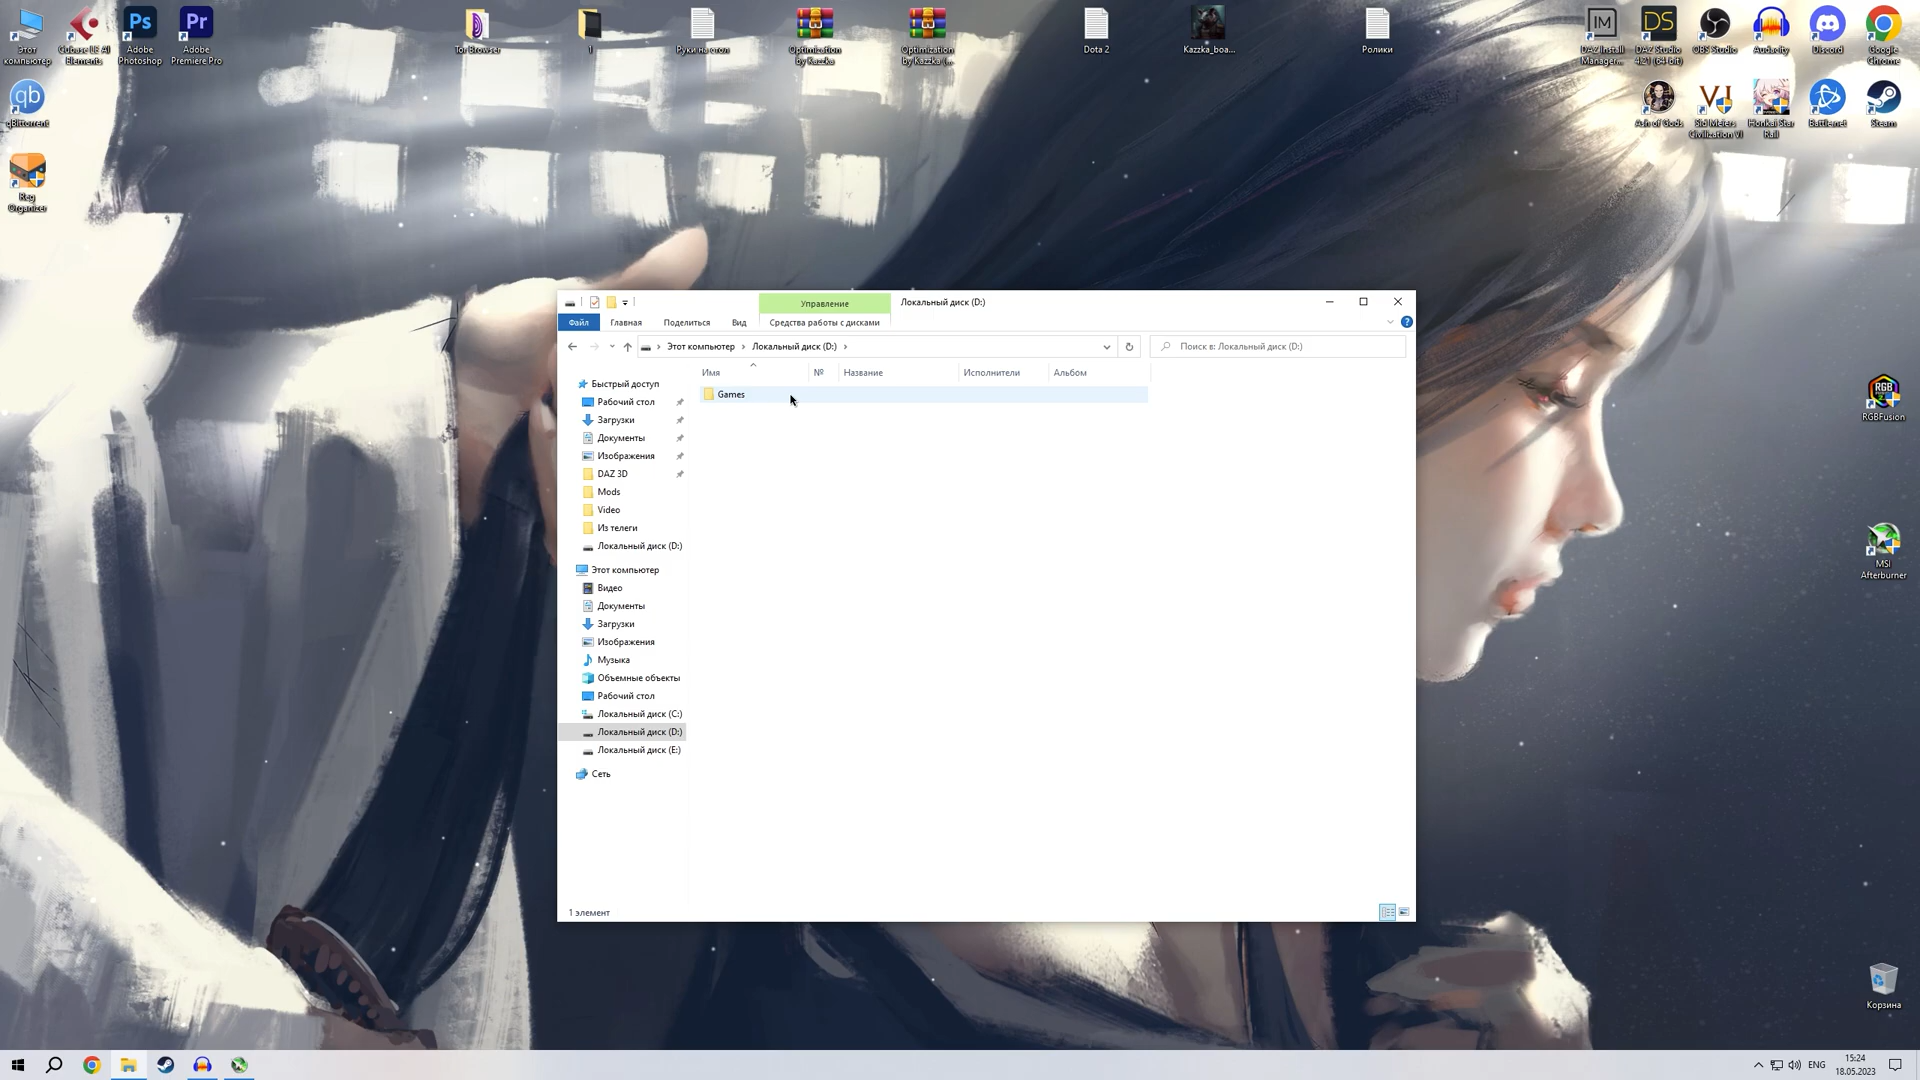 Этот
компьютер
Cubase LE AI
Elements
Adobe
Photoshop
Adobe
Premiere Pro
Tor Browser
1
Руки на стол
Optimization
by Kazzka
Optimization
by Kazzka (...
Dota 2
Kazzka_boa...
Ролики
DAZ Install
Manager...
DAZ Studio
4.21 (64-bit)
OBS Studio
Audacity
Discord
Google
Chrome
qBittorrent
Ash of Gods
Sid Meiers
Civilization VI
Honkai Star
Rail
Battle.net
Steam
Reg
Organizer
Управление
Локальный диск (D:)
Файл
Главная
Поделиться
Вид
Средства работы с дисками
Этот компьютер
Локальный диск (D:)
Поиск в: Локальный диск (D:)
Имя
№
Название
Исполнители
Альбом
Games
Быстрый доступ
Рабочий стол
Загрузки
Документы
Изображения
DAZ 3D
Mods
Video
Из телеги
Локальный диск (D:)
Этот компьютер
Видео
Документы
Загрузки
Изображения
Музыка
Объемные объекты
Рабочий стол
Локальный диск (C:)
Локальный диск (D:)
Локальный диск (E:)
Сеть
1 элемент
RGBFusion
MSI
Afterburner
Корзина
ENG
15:24
18.05.2023